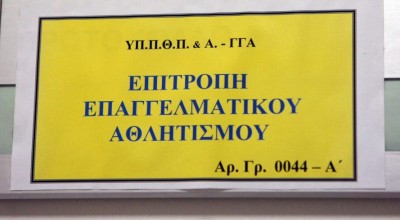 ΥΠ.Π.Θ.Π. & Α. - ΓΓΑ
ΕΠΙΤΡΟΠΗ
ΕΠΑΓΓΕΛΜΑΤΙΚΟΥ
ΑΘΛΗΤΙΣΜΟΥ
Αρ. Γρ. 0044 – Α΄